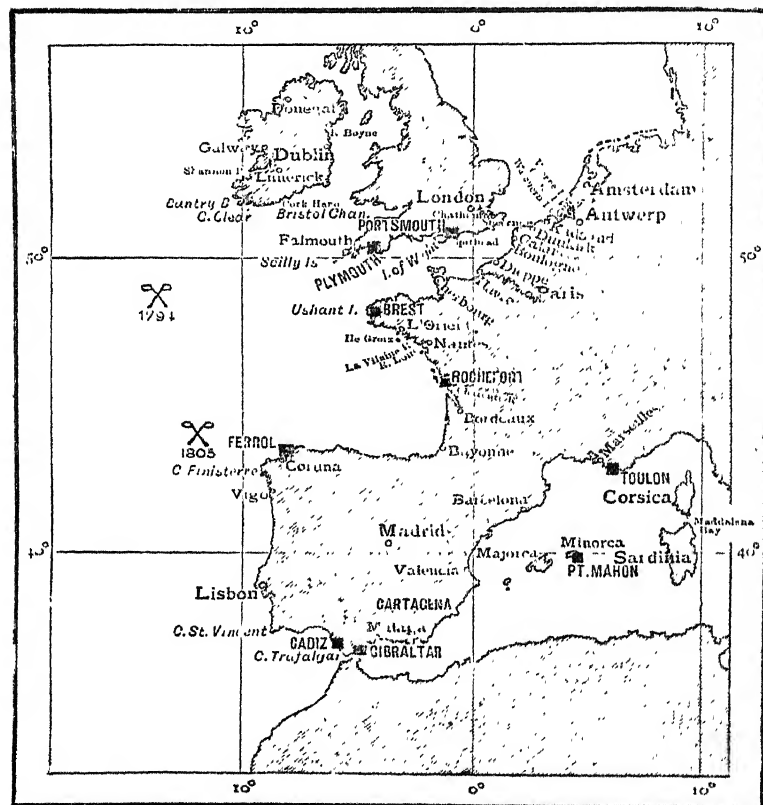 10°
0°
10°
Donegal
R. Boyne
Galway
Dublin
Shannon R
Limerick
Bantry B
Cork Harb
C. Clear
Bristol Chan.
London
Chatham
Amsterdam
Antwerp
PORTSMOUTH
Dunkirk
Falmouth
Spithead
Calais
Boulogne
50°
PLYMOUTH
I. of Wight
50°
Scilly Is
Dieppe
Havre
Paris
Cherbourg
1794
Ushant I.
BREST
L'Orient
Ile Groix
Nantes
La Vilaine R.
R. Loire
ROCHEFORT
Bordeaux
1805
FERROL
Bayonne
Marseilles
C Finisterre
Coruna
TOULON
Vigo
Barcelona
Corsica
Maddalena
Bay
Madrid
Minorca
Majorca
Sardinia
40°
40°
Valencia
PT. MAHON
Lisbon
CARTAGENA
C. St. Vincent
Malaga
CADIZ
GIBRALTAR
C. Trafalgar
10°
0°
10°